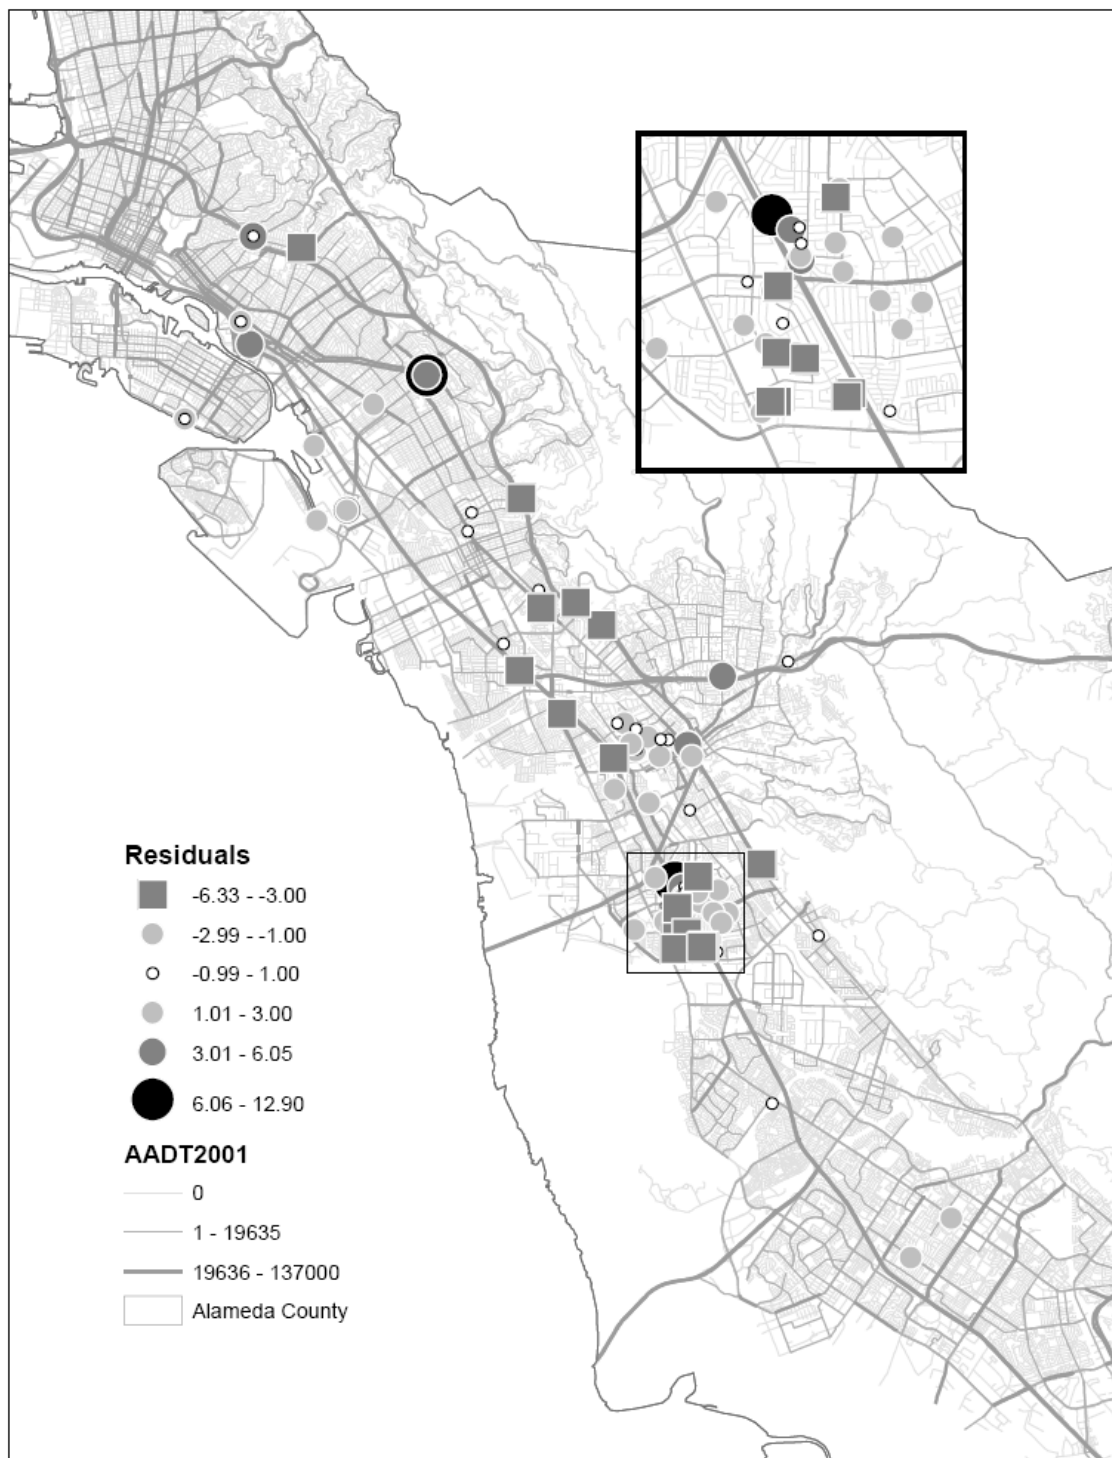 Residuals
-6.33 - -3.00
-2.99 - -1.00
-0.99 - 1.00
1.01 - 3.00
3.01 - 6.05
6.06 - 12.90
AADT2001
0
1 - 19635
19636 - 137000
Alameda County